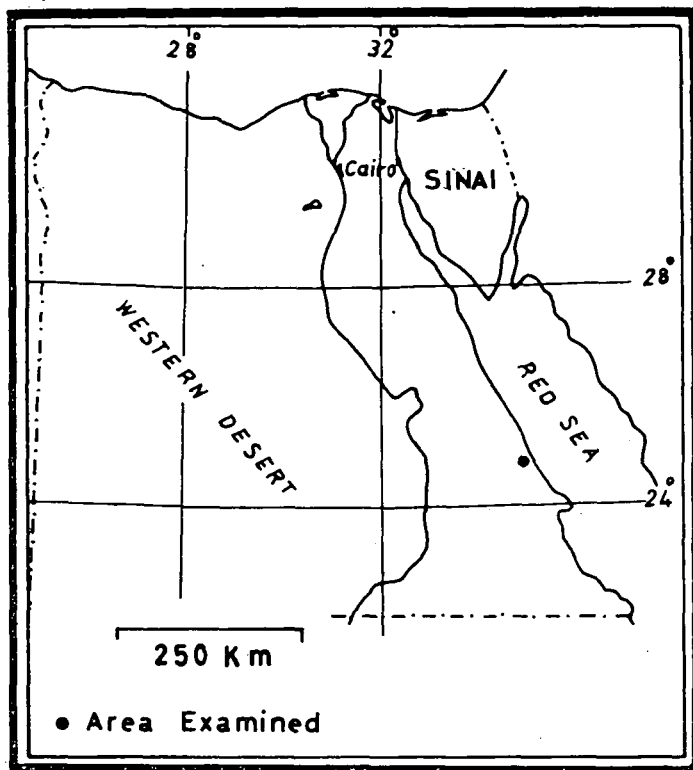 28°
32°
Cairo
SINAI
28°
WESTERN DESERT
RED SEA
24°
250 Km
● Area Examined